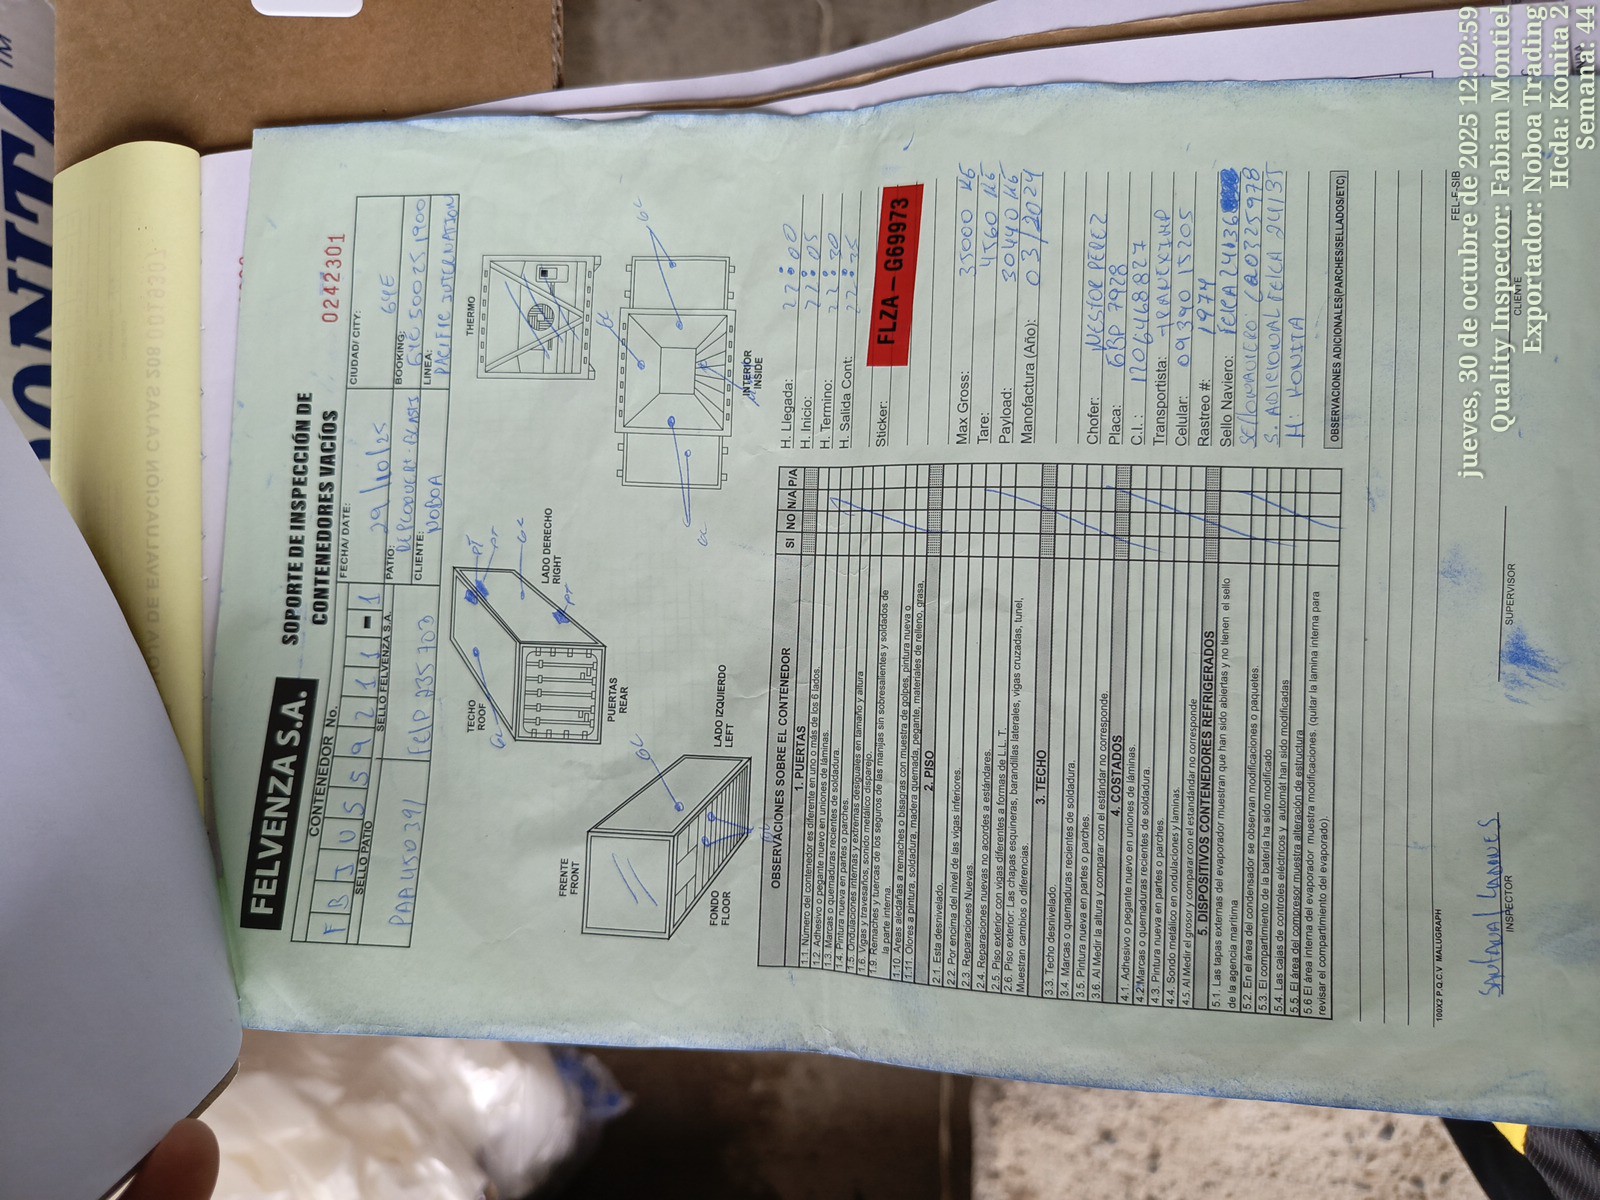 BONITA™
HOJA DE EVALUACIÓN CAJAS 208 0019307
FELVENZA S.A.
SOPORTE DE INSPECCIÓN DE
CONTENEDORES VACÍOS
0242301
CONTENEDOR No.
F B I U 5 5 9 2 1 1 - 1
SELLO PATIO
SELLO FELVENZA S.A.
PAA450391
FelP 235703
FECHA/ DATE:
29/10/25
CIUDAD/ CITY:
GYE
PATIO:
BOOKING:
GYE500251900
CLIENTE:
NOBOA
LINEA:
PACIFIC INTERNATION
TECHO
ROOF
GL
PT
PT
GL
LADO DERECHO
RIGHT
PT
PUERTAS
REAR
THERMO
FRENTE
FRONT
GL
FONDO
FLOOR
LADO IZQUIERDO
LEFT
GL
GL
GL
INTERIOR
INSIDE
OBSERVACIONES SOBRE EL CONTENEDOR
SI NO N/A P/A
1. PUERTAS
1.1. Número del contenedor es diferente en uno o más de los 6 lados.
1.2. Adhesivo o pegante nuevo en uniones de láminas.
1.3. Marcas o quemaduras recientes de soldadura.
1.4. Pintura nueva en partes o parches.
1.5. Ondulaciones internas y extremas desiguales en tamaño y altura
1.6. Vigas y travesaños, sonido metálico disparejo.
1.9. Remaches y tuercas de los seguros de las manijas sin sobresalientes y soldados de
la parte interna.
1.10. Areas aledañas a remaches o bisagras con muestra de golpes, pintura nueva o
1.11. Olores a pintura, soldadura, madera quemada, pegante, materiales de relleno, grasa,
2. PISO
2.1. Esta desnivelado.
2.2. Por encima del nivel de las vigas inferiores.
2.3. Reparaciones Nuevas.
2.4. Reparaciones nuevas no acordes a estándares.
2.5. Piso exterior con vigas diferentes a formas de L.L. T.
2.6. Piso exterior: Las chapas esquineras, barandillas laterales, vigas cruzadas, tunel,
Muestran cambios o diferencias.
3. TECHO
3.3. Techo desnivelado.
3.4. Marcas o quemaduras recientes de soldadura.
3.5. Pintura nueva en partes o parches.
3.6. Al Medir la altura y comparar con el estándar no corresponde.
4. COSTADOS
4.1. Adhesivo o pegante nuevo en uniones de láminas.
4.2. Marcas o quemaduras recientes de soldadura.
4.3. Pintura nueva en partes o parches.
4.4. Sondo metálico en ondulaciones y laminas.
4.5. Al Medir el grosor y comparar con el estandándar no corresponde
5. DISPOSITIVOS CONTENEDORES REFRIGERADOS
5.1. Las tapas externas del evaporador muestran que han sido abiertas y no tienen el sello
de la agencia marítima
5.2. En el área del condensador se observan modificaciones o paquetes.
5.3. El compartimiento de la batería ha sido modificado
5.4. Las cajas de controles eléctricos y automát han sido modificadas
5.5. El área del compresor muestra alteración de estructura
5.6 El área interna del evaporador muestra modificaciones. (quitar la lamina interna para
revisar el compartimiento del evaporado).
H. Llegada: 22:00
H. Inicio: 22:05
H. Termino: 22:20
H. Salida Cont: 22:25
Sticker: FLZA – G69973
Max Gross: 35000 KG
Tare: 4560 KG
Payload: 30440 KG
Manofactura (Año): 03/2024
Chofer: NESTOR PEREZ
Placa: GBP 7928
C.I. : 1206468827
Transportista: TRANEXIMP
Celular: 0939015205
Rastreo #: 1974
Sello Naviero: FelCA 24136
SELLONAVIERO: CA0325978
S. ADICIONAL FelCA 24135
H: KONITA
OBSERVACIONES ADICIONALES(PARCHES/SELLADOS/ETC)
100X2 P.Q.C.V MALUGRAPH
FEL-F-SIB
INSPECTOR
SUPERVISOR
CLIENTE
jueves, 30 de octubre de 2025 12:02:59
Quality Inspector: Fabian Montiel
Exportador: Noboa Trading
Hcda: Konita 2
Semana: 44